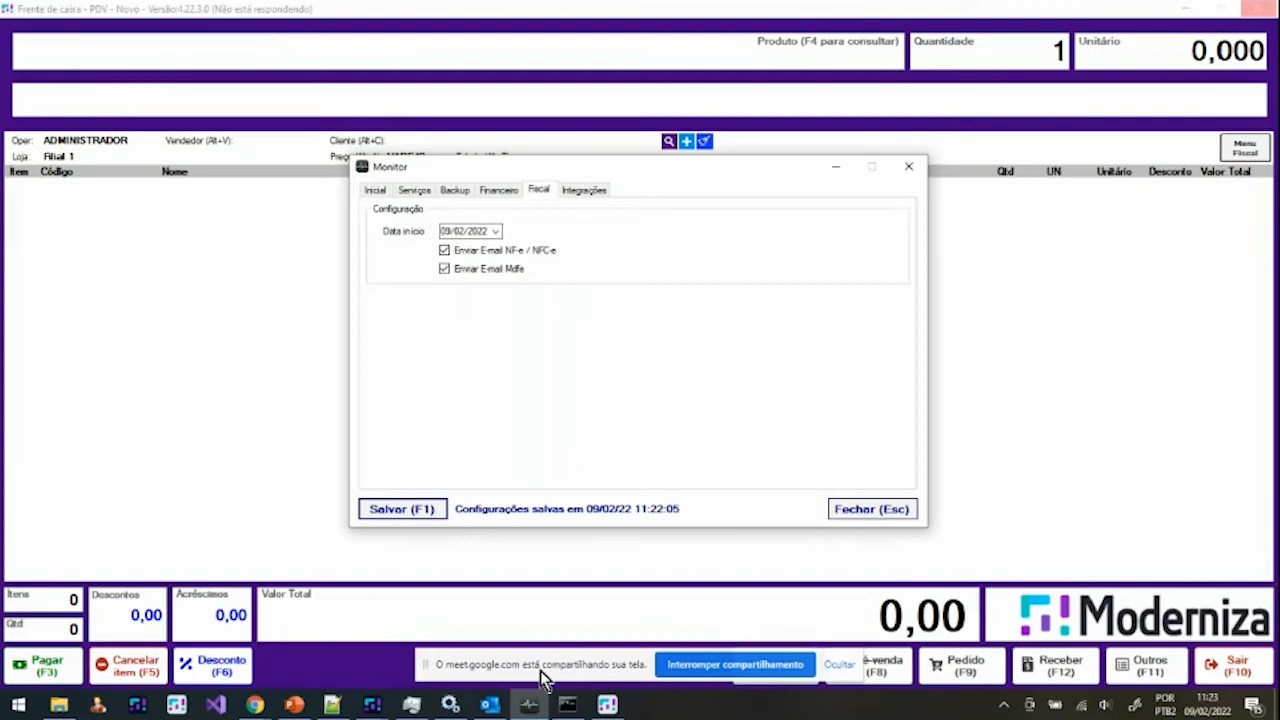 Frente de caixa - PDV - Novo - Versão:4.22.3.0 (Não está respondendo)
Produto (F4 para consultar)
Quantidade
1
Unitário
0,000
Oper: ADMINISTRADOR
Vendedor (Alt+V):
Cliente (Alt+C):
Loja: Filial 1
Menu Fiscal
Item Código Nome Qtd UN Unitário Desconto Valor Total
Monitor
Inicial Serviços Backup Financeiro Fiscal Integrações
Configuração
Data início 09/02/2022
Enviar E-mail NF-e / NFC-e
Enviar E-mail Mdfe
Salvar (F1) Configurações salvas em 09/02/22 11:22:05 Fechar (Esc)
Itens 0
Qtd 0
Descontos 0,00
Acréscimos 0,00
Valor Total 0,00
Moderniza
Pagar (F3)
Cancelar item (F5)
Desconto (F6)
O meet.google.com está compartilhando sua tela. Interromper compartilhamento Ocultar
é-venda (F8)
Pedido (F9)
Receber (F12)
Outros (F11)
Sair (F10)
POR PTB2
11:23
09/02/2022
15